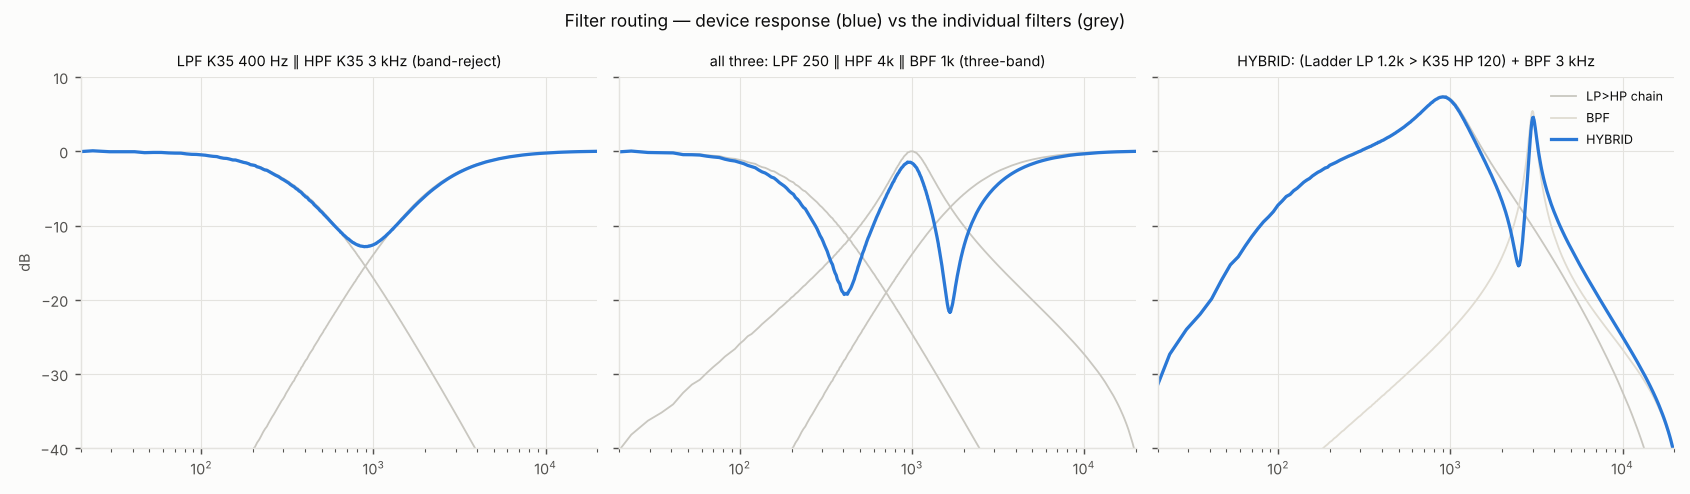 Filter routing — device response (blue) vs the individual filters (grey)
LPF K35 400 Hz ∥ HPF K35 3 kHz (band-reject)
all three: LPF 250 ∥ HPF 4k ∥ BPF 1k (three-band)
HYBRID: (Ladder LP 1.2k > K35 HP 120) + BPF 3 kHz
10
0
−10
−20
−30
−40
dB
LP>HP chain
BPF
HYBRID
10² 10³ 10⁴
10² 10³ 10⁴
10² 10³ 10⁴